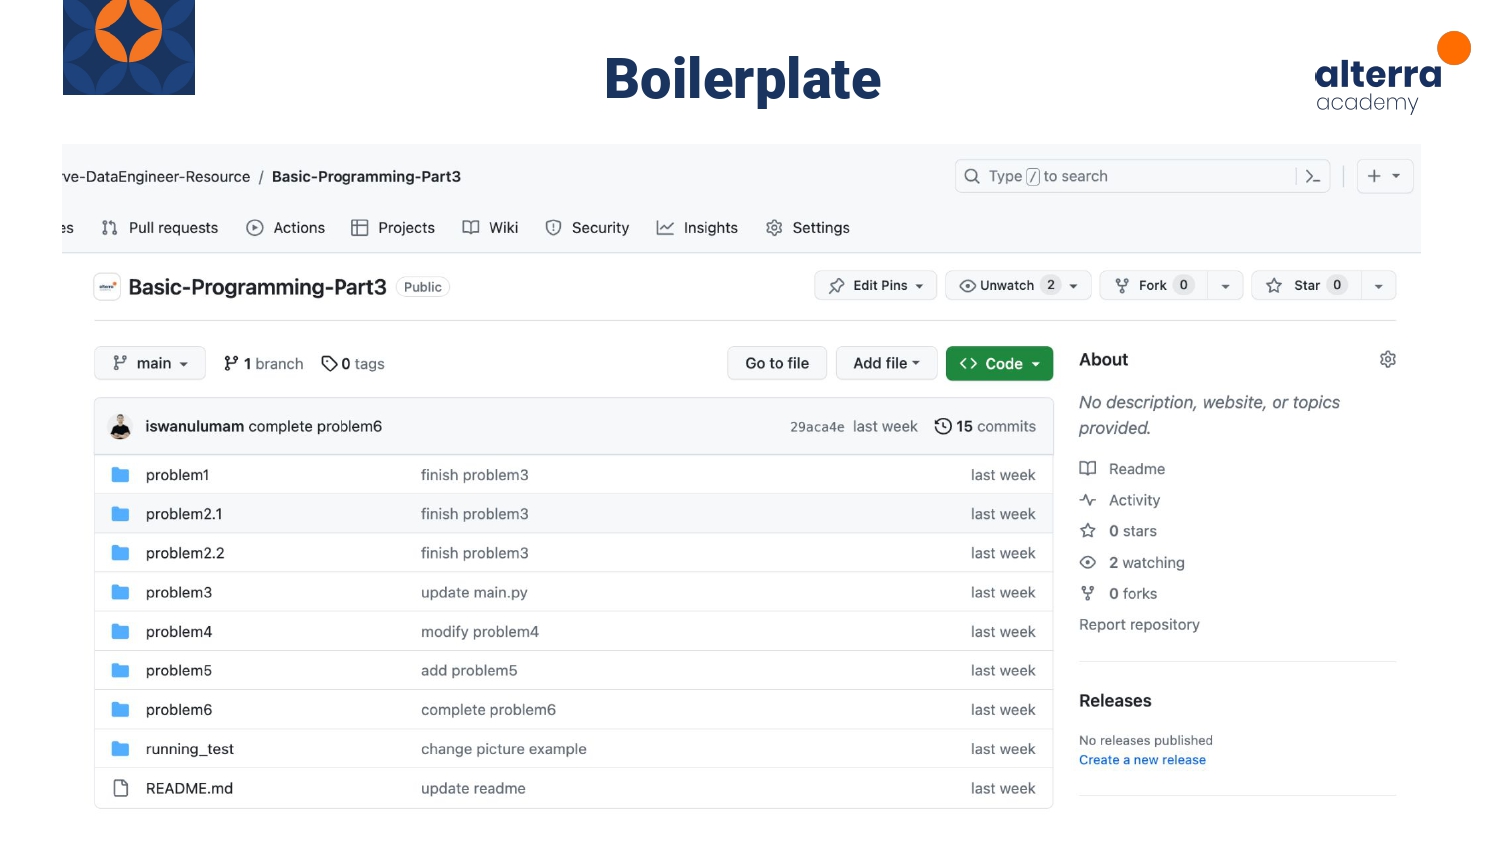 Boilerplate
alterra
academy
ve-DataEngineer-Resource / Basic-Programming-Part3
Type / to search
es Pull requests Actions Projects Wiki Security Insights Settings
Basic-Programming-Part3 Public
Edit Pins Unwatch 2 Fork 0 Star 0
main 1 branch 0 tags Go to file Add file <> Code
iswanulumam complete problem6 29aca4e last week 15 commits
problem1 finish problem3 last week
problem2.1 finish problem3 last week
problem2.2 finish problem3 last week
problem3 update main.py last week
problem4 modify problem4 last week
problem5 add problem5 last week
problem6 complete problem6 last week
running_test change picture example last week
README.md update readme last week
About
No description, website, or topics
provided.
Readme
Activity
0 stars
2 watching
0 forks
Report repository
Releases
No releases published
Create a new release